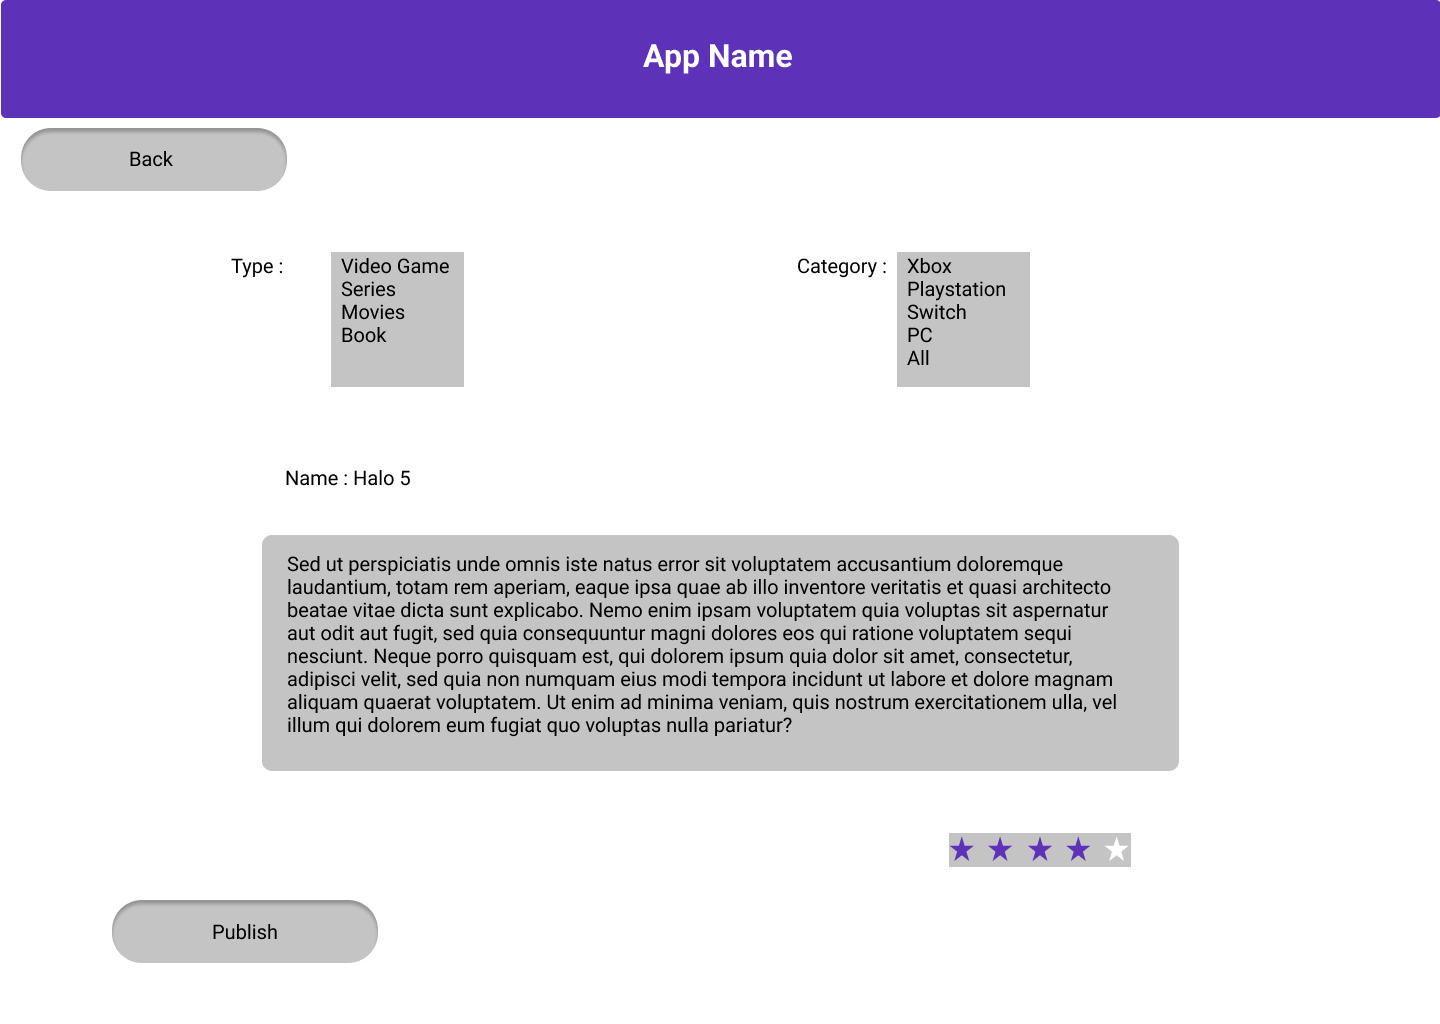 App Name
Back
Type :
Video Game
Series
Movies
Book
Category :
Xbox
Playstation
Switch
PC
All
Name : Halo 5
Sed ut perspiciatis unde omnis iste natus error sit voluptatem accusantium doloremque
laudantium, totam rem aperiam, eaque ipsa quae ab illo inventore veritatis et quasi architecto
beatae vitae dicta sunt explicabo. Nemo enim ipsam voluptatem quia voluptas sit aspernatur
aut odit aut fugit, sed quia consequuntur magni dolores eos qui ratione voluptatem sequi
nesciunt. Neque porro quisquam est, qui dolorem ipsum quia dolor sit amet, consectetur,
adipisci velit, sed quia non numquam eius modi tempora incidunt ut labore et dolore magnam
aliquam quaerat voluptatem. Ut enim ad minima veniam, quis nostrum exercitationem ulla, vel
illum qui dolorem eum fugiat quo voluptas nulla pariatur?
Publish